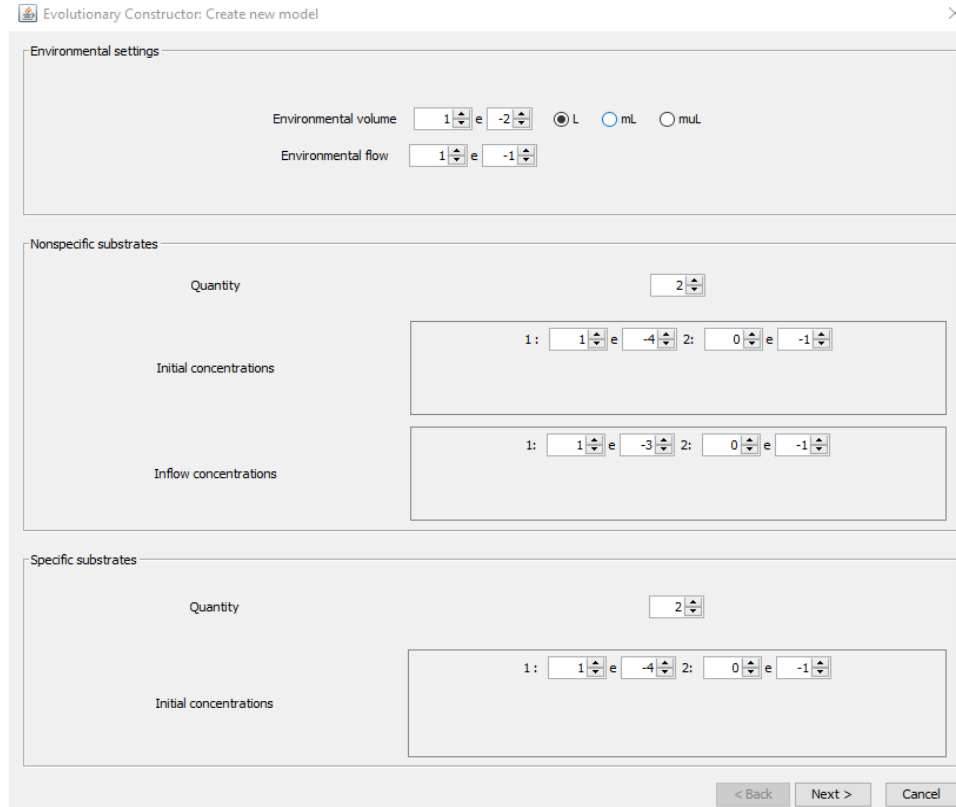 Evolutionary Constructor: Create new model
Environmental settings
Environmental volume 1 e -2 L mL muL
Environmental flow 1 e -1
Nonspecific substrates
Quantity 2
1: 1 e -4 2: 0 e -1
Initial concentrations
1: 1 e -3 2: 0 e -1
Inflow concentrations
Specific substrates
Quantity 2
1: 1 e -4 2: 0 e -1
Initial concentrations
< Back Next > Cancel